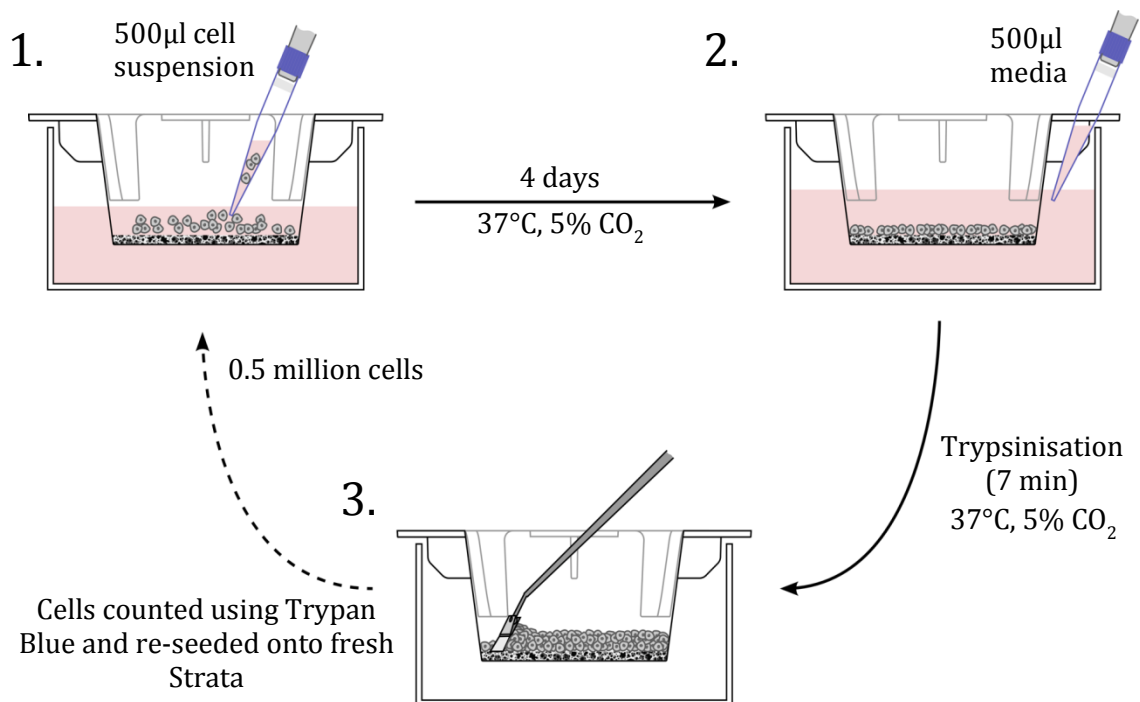 1.
500µl cell
suspension
2.
500µl
media
4 days
37°C, 5% CO₂
0.5 million cells
Trypsinisation
(7 min)
37°C, 5% CO₂
3.
Cells counted using Trypan
Blue and re-seeded onto fresh
Strata